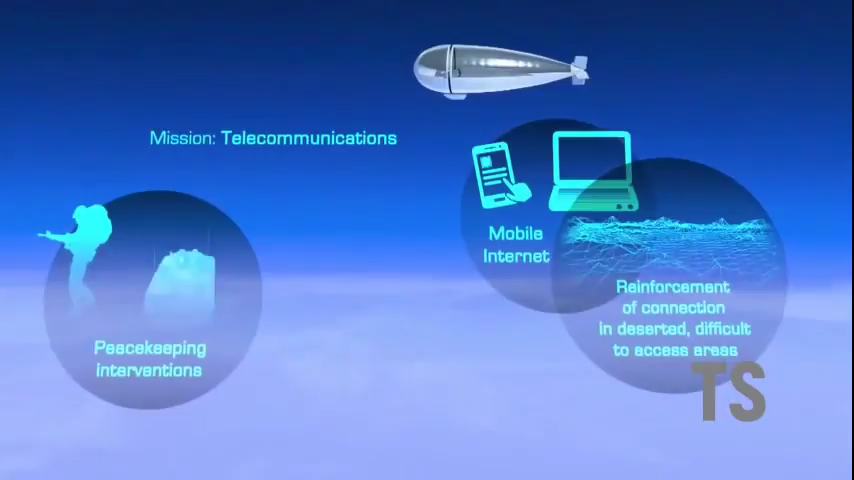 Mission: Telecommunications
Mobile
Internet
Reinforcement
of connection
in deserted, difficult
to access areas
Peacekeeping
interventions
TS